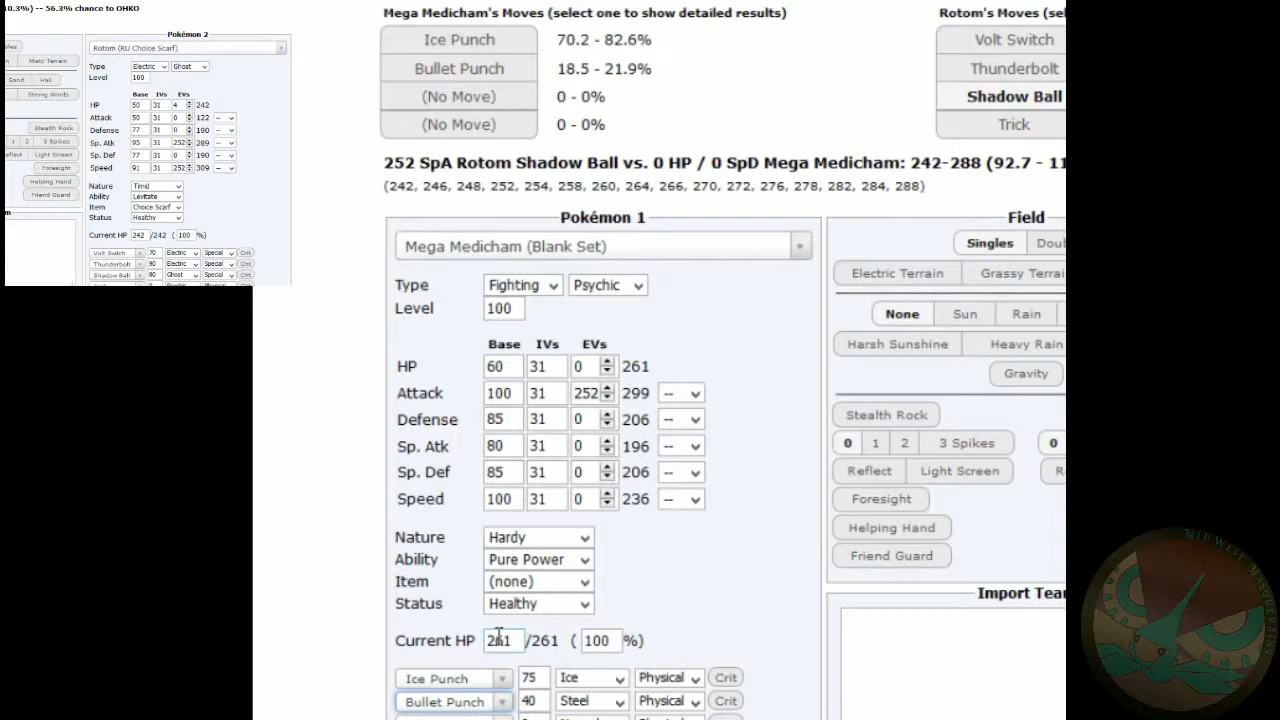 10.3%) -- 56.3% chance to OHKO
Pokémon 2
Rotom (RU Choice Scarf)
Misty Terrain
Type Electric Ghost
Level 100
Sand Hail
Strong Winds
Base IVs EVs
HP 50 31 4 242
Attack 50 31 0 122 --
Defense 77 31 0 190 --
Sp. Atk 95 31 252 289 --
Sp. Def 77 31 0 190 --
Speed 91 31 252 309 --
Stealth Rock
1 2 3 Spikes
Light Screen
Foresight
Helping Hand
Friend Guard
Nature Timid
Ability Levitate
Item Choice Scarf
Status Healthy
Current HP 242 /242 ( 100 %)
Volt Switch 70 Electric Special Crit
Thunderbolt 90 Electric Special Crit
Shadow Ball 80 Ghost Special Crit
Mega Medicham's Moves (select one to show detailed results)
Ice Punch 70.2 - 82.6%
Bullet Punch 18.5 - 21.9%
(No Move) 0 - 0%
(No Move) 0 - 0%
Rotom's Moves (sel
Volt Switch
Thunderbolt
Shadow Ball
Trick
252 SpA Rotom Shadow Ball vs. 0 HP / 0 SpD Mega Medicham: 242-288 (92.7 - 11
(242, 246, 248, 252, 254, 258, 260, 264, 266, 270, 272, 276, 278, 282, 284, 288)
Pokémon 1
Mega Medicham (Blank Set)
Type Fighting Psychic
Level 100
Base IVs EVs
HP 60 31 0 261
Attack 100 31 252 299 --
Defense 85 31 0 206 --
Sp. Atk 80 31 0 196 --
Sp. Def 85 31 0 206 --
Speed 100 31 0 236 --
Nature Hardy
Ability Pure Power
Item (none)
Status Healthy
Current HP 261 /261 ( 100 %)
Ice Punch 75 Ice Physical Crit
Bullet Punch 40 Steel Physical Crit
Field
Singles Dou
Electric Terrain Grassy Terrai
None Sun Rain
Harsh Sunshine Heavy Rain
Gravity
Stealth Rock
0 1 2 3 Spikes 0
Reflect Light Screen Re
Foresight
Helping Hand
Friend Guard
Import Tea
MIDWEST